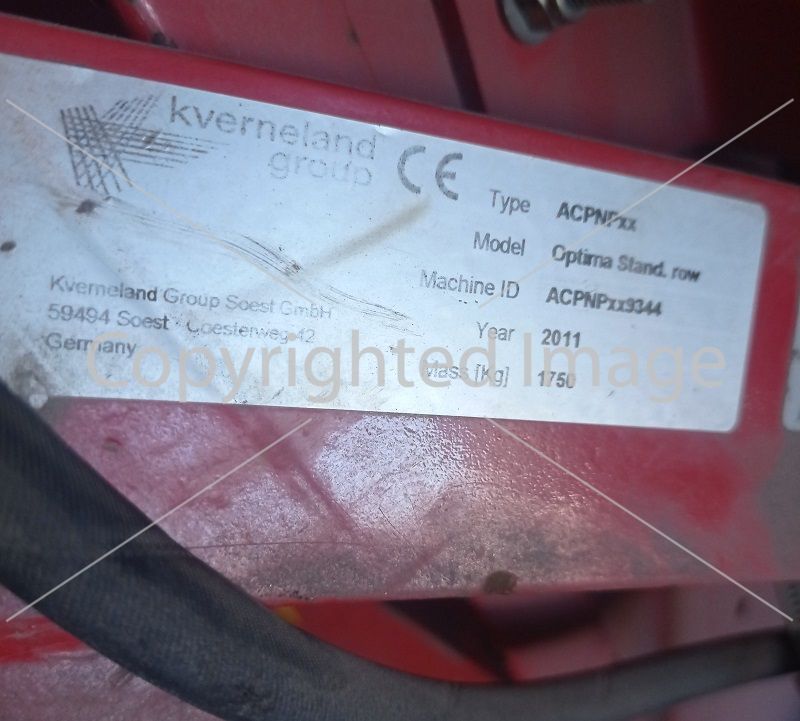 kverneland
group
CE
Type ACPNPxx
Model Optima Stand. row
Machine ID ACPNPxx9344
Year 2011
Mass [Kg] 1750
Kverneland Group Soest GmbH
59494 Soest · Coesterweg 42
Germany
Copyrighted Image